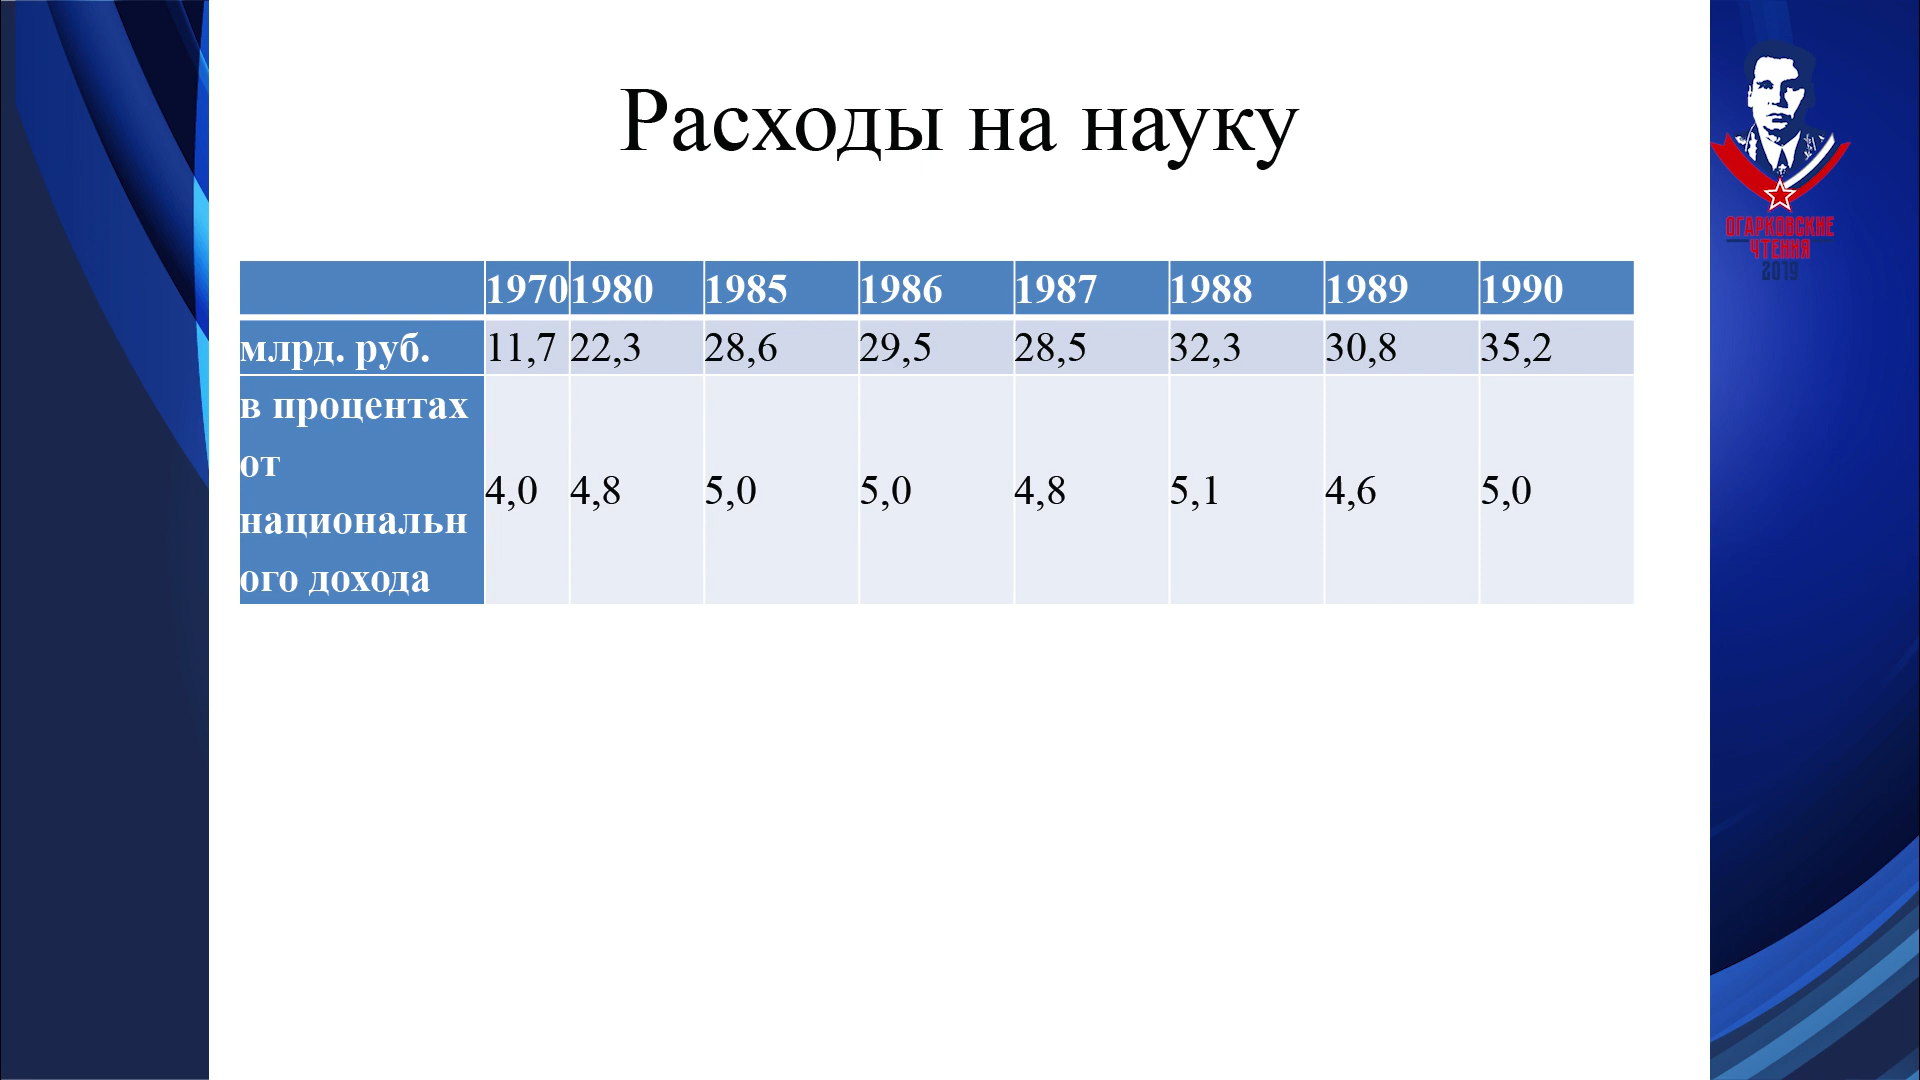 Расходы на науку
1970 1980 1985 1986 1987 1988 1989 1990
млрд. руб. 11,7 22,3 28,6 29,5 28,5 32,3 30,8 35,2
в процентах
от
национальн
ого дохода
4,0 4,8 5,0 5,0 4,8 5,1 4,6 5,0
ОГАРКОВСКИЕ
ЧТЕНИЯ
2019